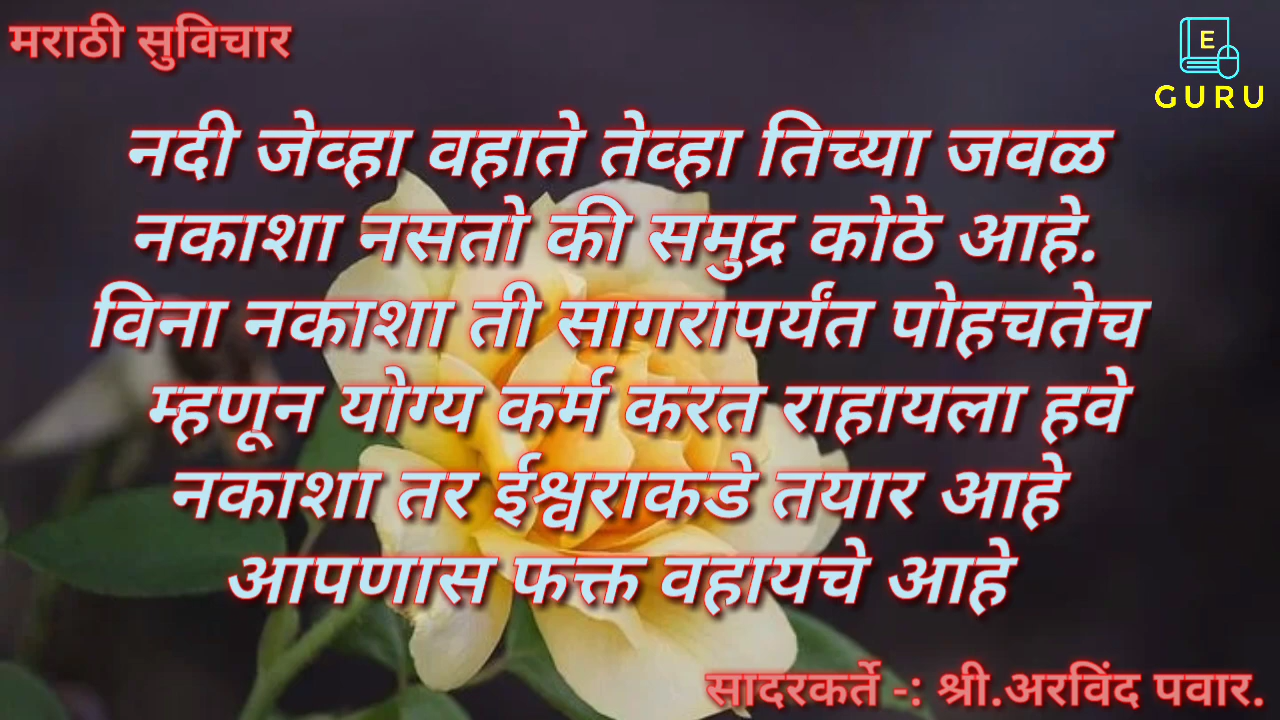 मराठी सुविचार
E
GURU
नदी जेव्हा वहाते तेव्हा तिच्या जवळ
नकाशा नसतो की समुद्र कोठे आहे.
विना नकाशा ती सागरापर्यंत पोहचतेच
म्हणून योग्य कर्म करत राहायला हवे
नकाशा तर ईश्वराकडे तयार आहे
आपणास फक्त वहायचे आहे
सादरकर्ते -: श्री.अरविंद पवार.